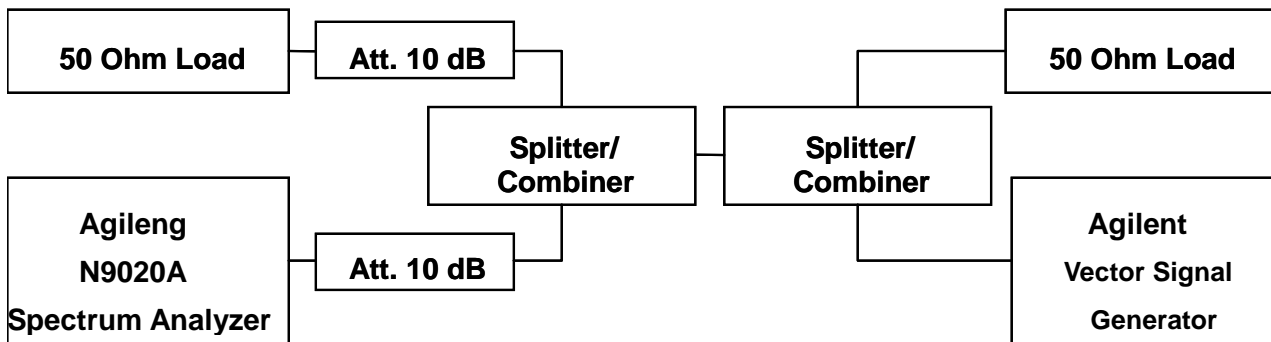 50 Ohm Load
Att. 10 dB
50 Ohm Load
Splitter/
Combiner
Splitter/
Combiner
Agileng
N9020A
Spectrum Analyzer
Att. 10 dB
Agilent
Vector Signal
Generator